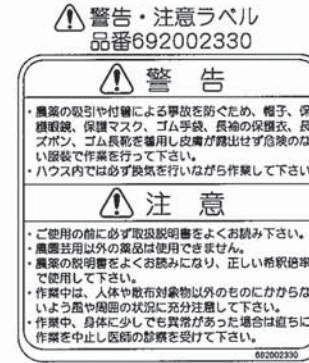 ⚠警告・注意ラベル
品番692002330
⚠警　告
・農薬の吸引や付着による事故を防ぐため、帽子、保
護眼鏡、保護マスク、ゴム手袋、長袖の保護衣、長
ズボン、ゴム長靴を着用し皮膚が露出せず危険のな
い服装で作業を行って下さい。
・ハウス内では必ず換気を行いながら作業して下さい。
⚠注　意
・ご使用の前に必ず取扱説明書をよくお読み下さい。
・農園芸用以外の薬品は使用できません。
・農薬の説明書をよくお読みになり、正しい希釈倍率
で使用して下さい。
・作業中は、人体や散布対象物以外のものにかからな
いよう風や周囲の状況に充分注意して下さい。
・作業中、身体に少しでも異常があった場合は直ちに
作業を中止し医師の診察を受けて下さい。
692002330